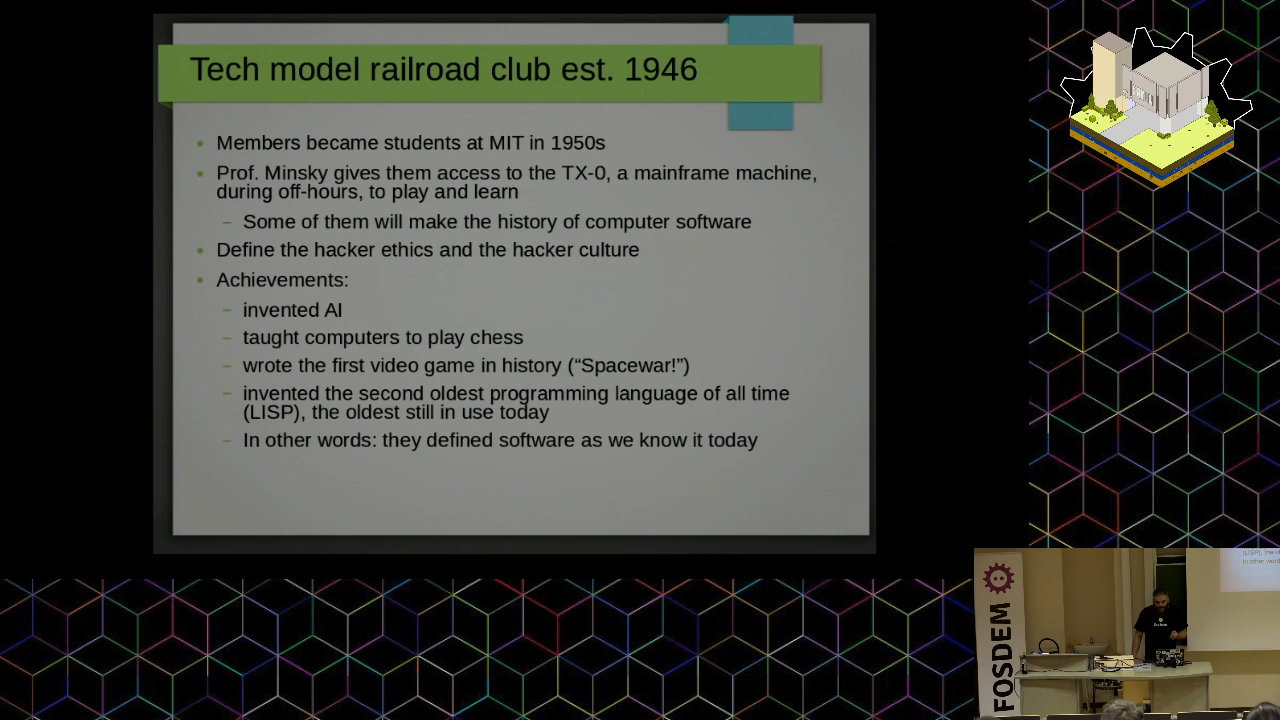 Tech model railroad club est. 1946
• Members became students at MIT in 1950s
• Prof. Minsky gives them access to the TX-0, a mainframe machine,
during off-hours, to play and learn
– Some of them will make the history of computer software
• Define the hacker ethics and the hacker culture
• Achievements:
– invented AI
– taught computers to play chess
– wrote the first video game in history (“Spacewar!”)
– invented the second oldest programming language of all time
(LISP), the oldest still in use today
– In other words: they defined software as we know it today
FOSDEM